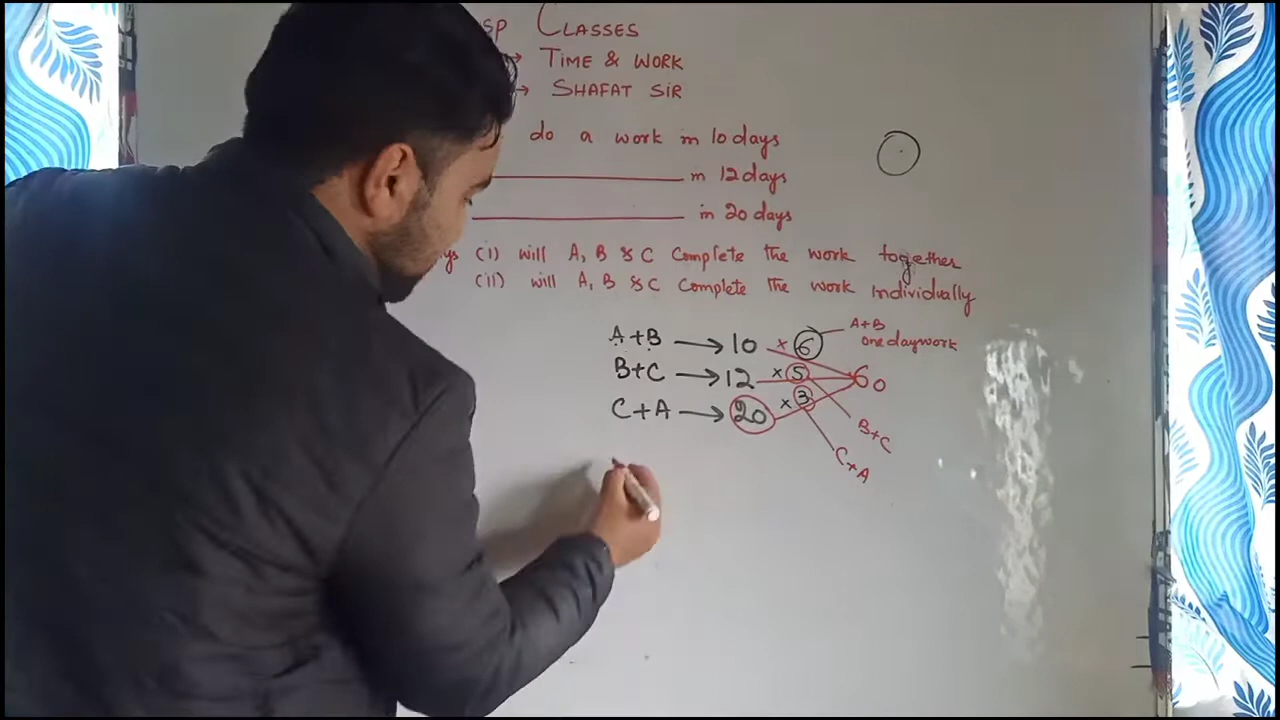 SP CLASSES
→ TIME & WORK
→ SHAFAT SIR
do a work in 10 days
in 12 days
in 20 days
(i) will A, B & C Complete the work together
(ii) will A, B & C Complete the work Individually
A+B → 10 × 6 A+B one day work
B+C → 12 × 5 60
C+A → 20 × 3
B+C
C+A